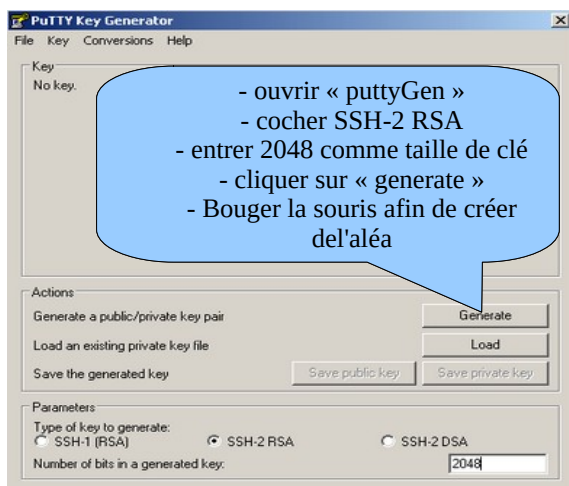 PuTTY Key Generator
File Key Conversions Help
Key
No key.
- ouvrir « puttyGen »
- cocher SSH-2 RSA
- entrer 2048 comme taille de clé
- cliquer sur « generate »
- Bouger la souris afin de créer
del'aléa
Actions
Generate a public/private key pair
Generate
Load an existing private key file
Load
Save the generated key
Save public key
Save private key
Parameters
Type of key to generate:
SSH-1 (RSA)
SSH-2 RSA
SSH-2 DSA
Number of bits in a generated key:
2048